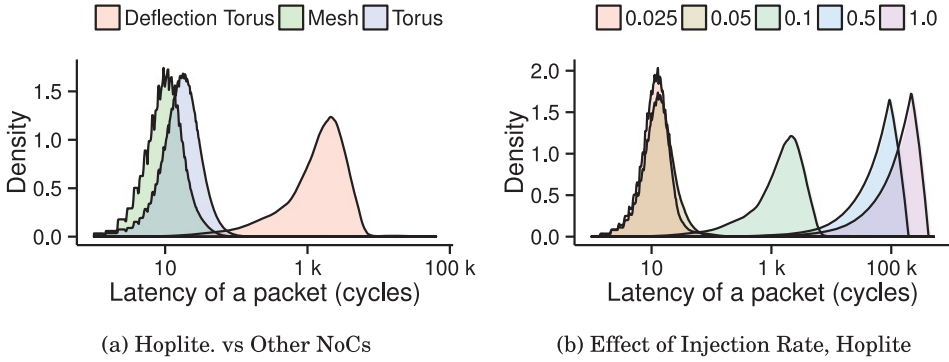 Deflection Torus Mesh Torus
Density
1.5
1.0
0.5
0.0
10 1 k 100 k
Latency of a packet (cycles)
(a) Hoplite. vs Other NoCs
0.025 0.05 0.1 0.5 1.0
Density
2.0
1.5
1.0
0.5
0.0
10 1 k 100 k
Latency of a packet (cycles)
(b) Effect of Injection Rate, Hoplite